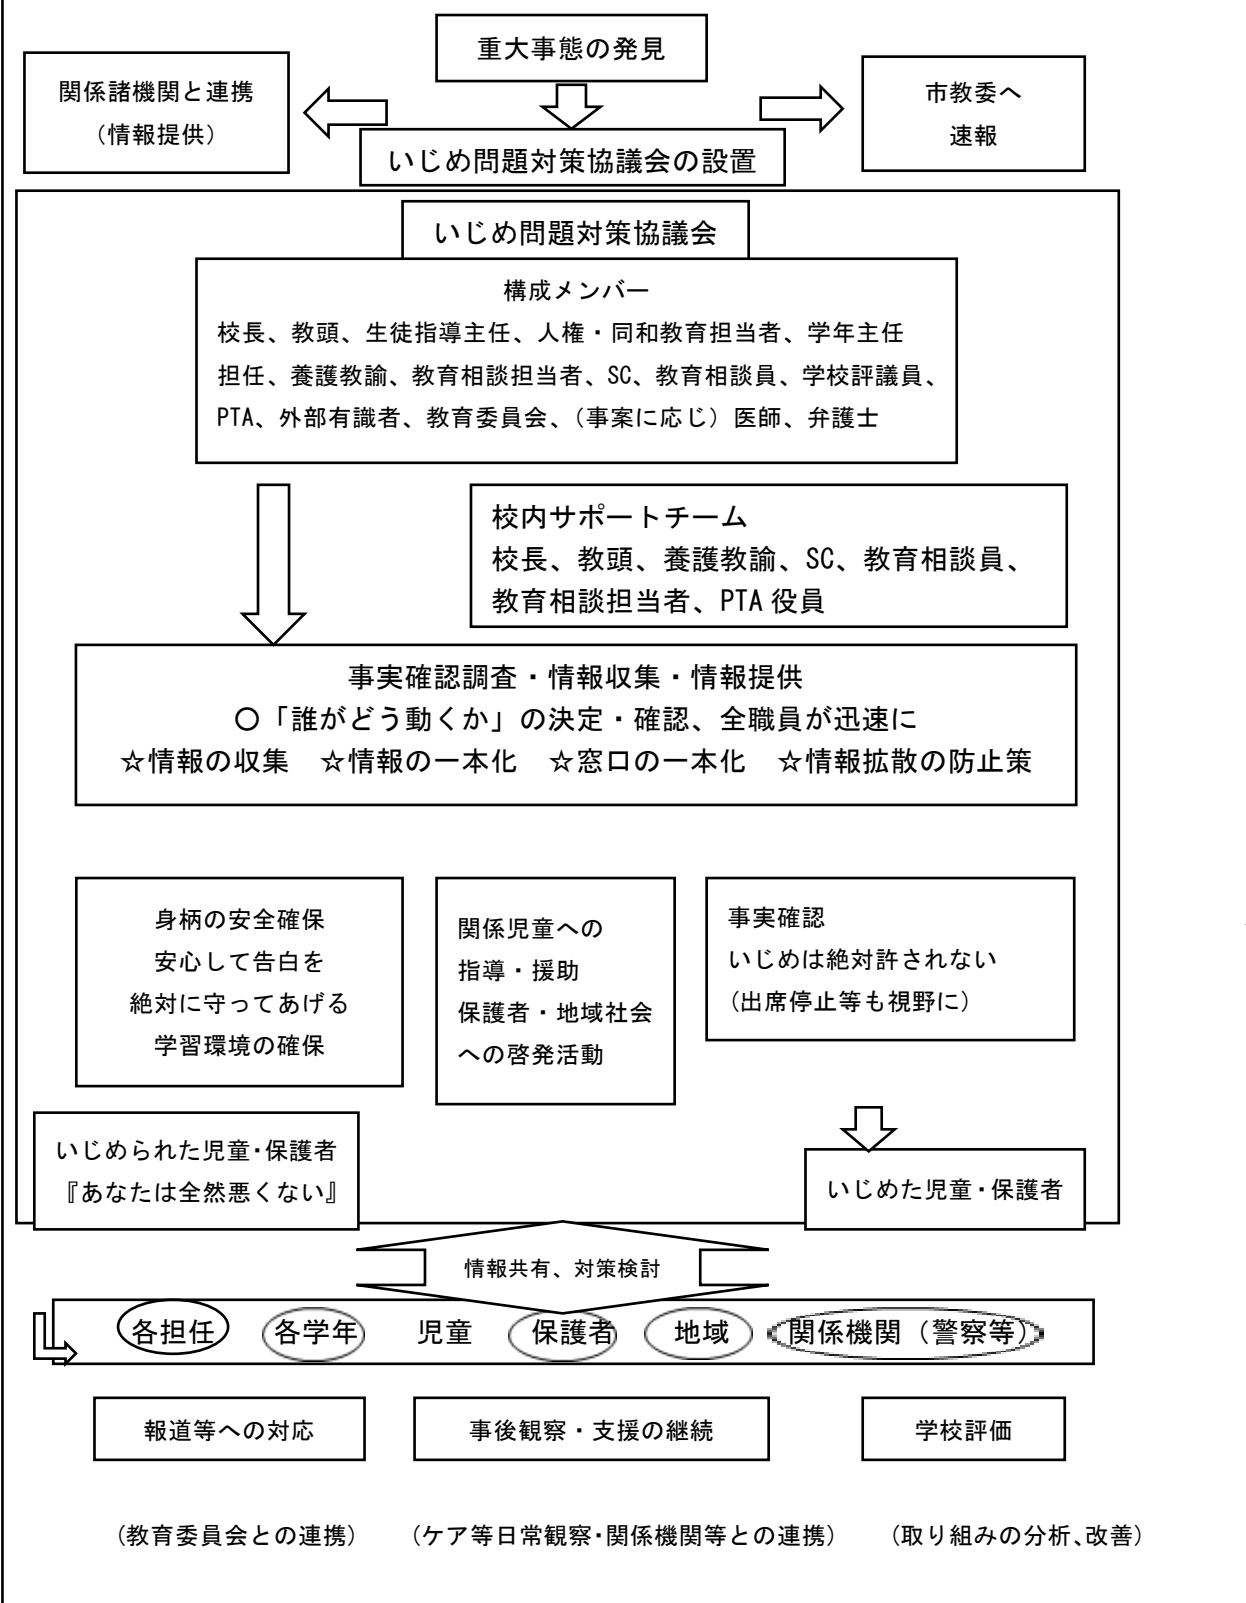 重大事態の発見
関係諸機関と連携
(情報提供)
市教委へ
速報
いじめ問題対策協議会の設置
いじめ問題対策協議会
構成メンバー
校長、教頭、生徒指導主任、人権・同和教育担当者、学年主任
担任、養護教諭、教育相談担当者、SC、教育相談員、学校評議員、
PTA、外部有識者、教育委員会、(事案に応じ)医師、弁護士
校内サポートチーム
校長、教頭、養護教諭、SC、教育相談員、
教育相談担当者、PTA 役員
事実確認調査・情報収集・情報提供
〇「誰がどう動くか」の決定・確認、全職員が迅速に
☆情報の収集　☆情報の一本化　☆窓口の一本化　☆情報拡散の防止策
身柄の安全確保
安心して告白を
絶対に守ってあげる
学習環境の確保
関係児童への
指導・援助
保護者・地域社会
への啓発活動
事実確認
いじめは絶対許されない
(出席停止等も視野に)
いじめられた児童・保護者
『あなたは全然悪くない』
いじめた児童・保護者
情報共有、対策検討
各担任　各学年　児童　保護者　地域　関係機関（警察等）
報道等への対応
事後観察・支援の継続
学校評価
(教育委員会との連携)
(ケア等日常観察・関係機関等との連携)
(取り組みの分析、改善)